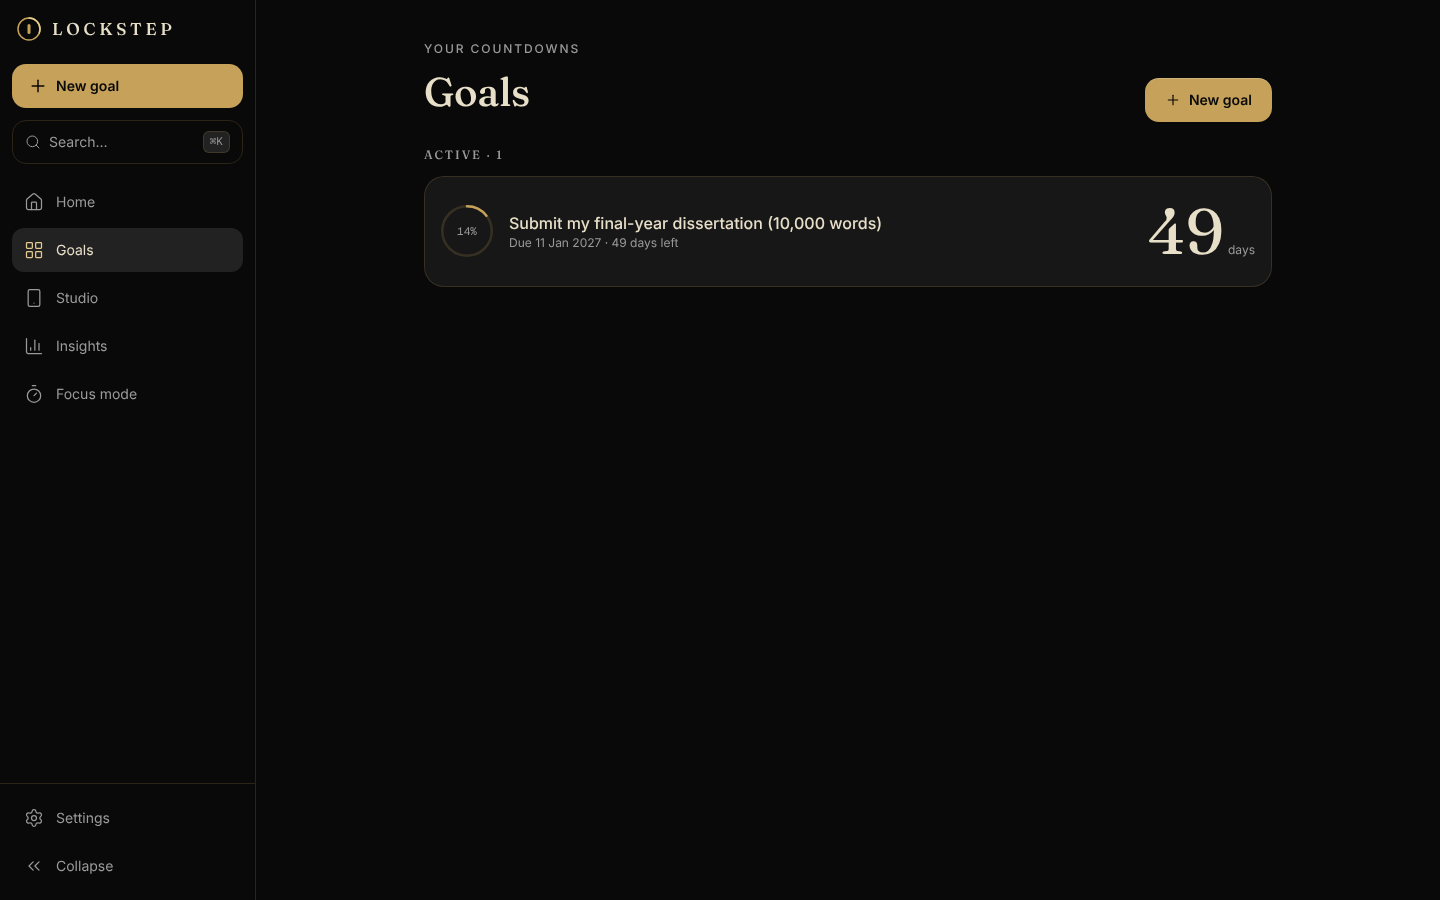 LOCKSTEP
New goal
Search...
⌘K
Home
Goals
Studio
Insights
Focus mode
Settings
Collapse
YOUR COUNTDOWNS
Goals
New goal
ACTIVE · 1
14%
Submit my final-year dissertation (10,000 words)
Due 11 Jan 2027 · 49 days left
49 days